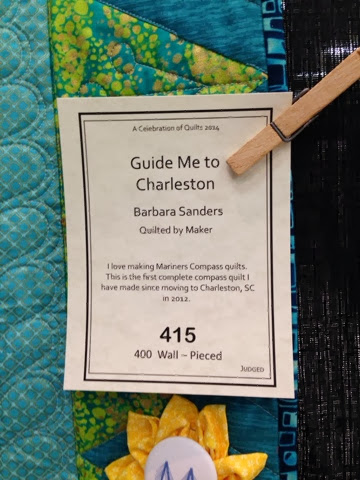 A Celebration of Quilts 2014
Guide Me to
Charleston
Barbara Sanders
Quilted by Maker
I love making Mariners Compass quilts.
This is the first complete compass quilt I
have made since moving to Charleston, SC
in 2012.
415
400 Wall – Pieced
JUDGED